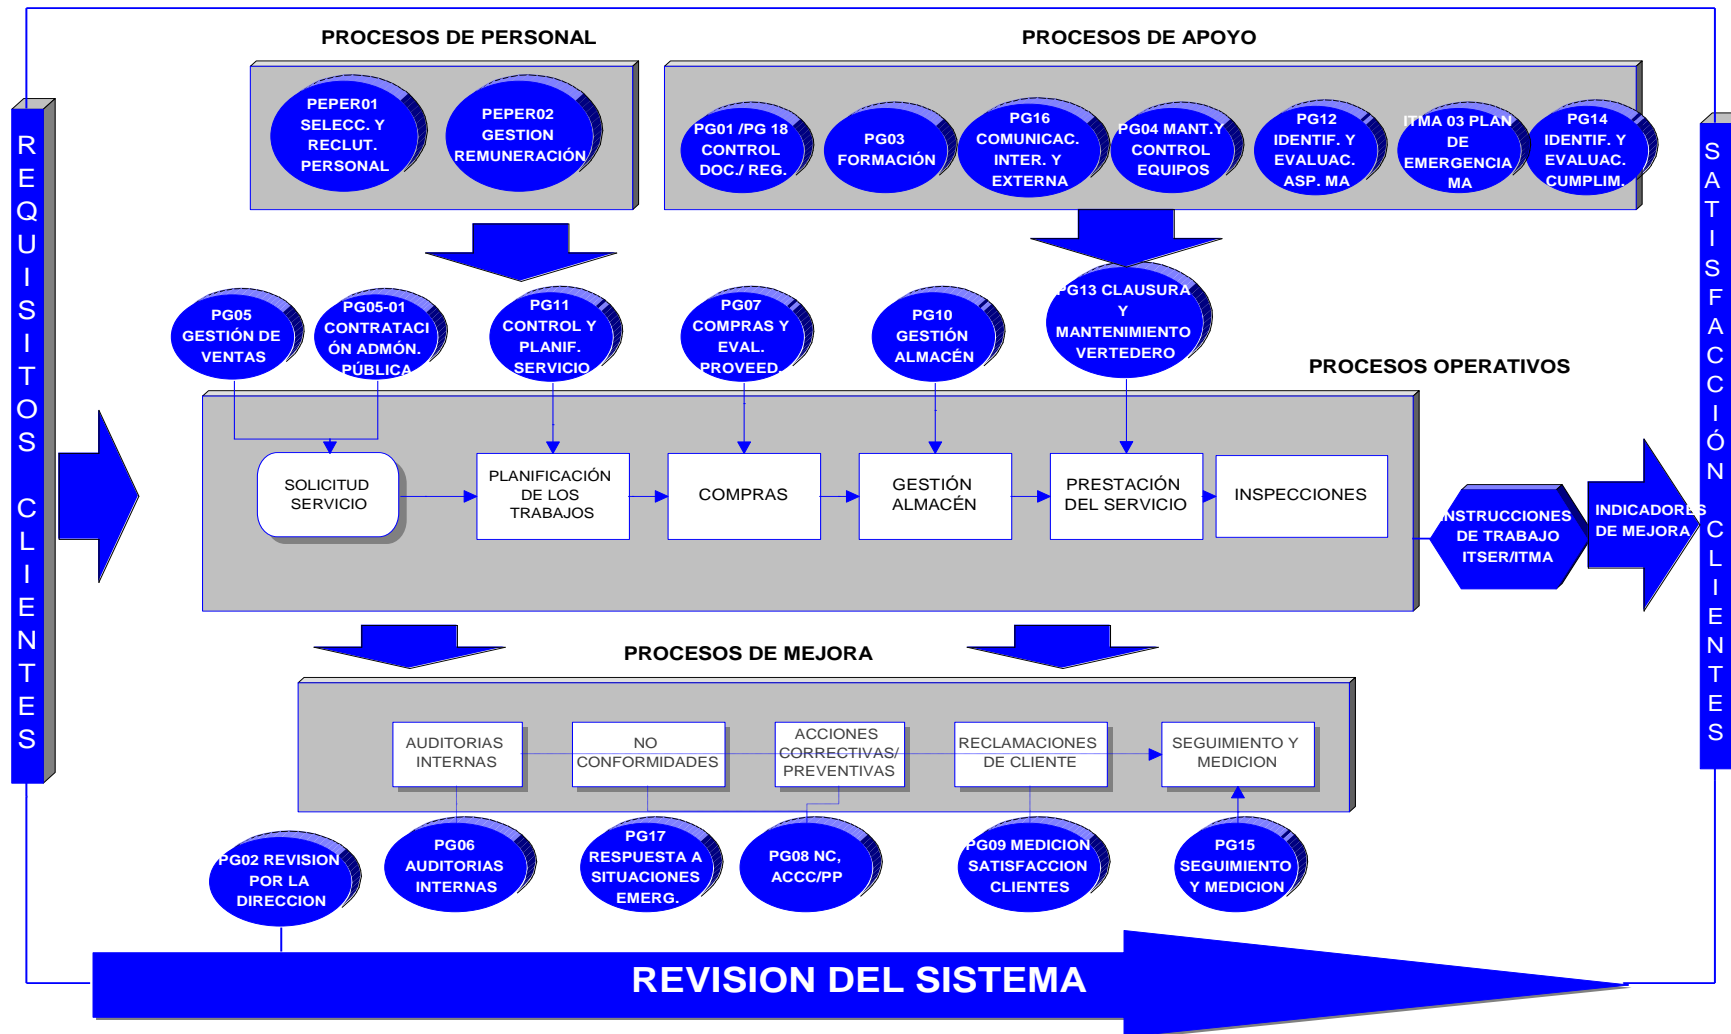 PROCESOS DE PERSONAL
PROCESOS DE APOYO
REQUISITOS CLIENTES
SATISFACCIÓN CLIENTES
PEPER01
SELECC. Y
RECLUT.
PERSONAL
PEPER02
GESTION
REMUNERACIÓN
PG01 /PG 18
CONTROL
DOC./ REG.
PG03
FORMACIÓN
PG16
COMUNICAC.
INTER. Y
EXTERNA
PG04 MANT.Y
CONTROL
EQUIPOS
PG12
IDENTIF. Y
EVALUAC.
ASP. MA
ITMA 03 PLAN
DE
EMERGENCIA
MA
PG14
IDENTIF. Y
EVALUAC.
CUMPLIM.
PG05
GESTIÓN DE
VENTAS
PG05-01
CONTRATACI
ÓN ADMÓN.
PÚBLICA
PG11
CONTROL Y
PLANIF.
SERVICIO
PG07
COMPRAS Y
EVAL.
PROVEED.
PG10
GESTIÓN
ALMACÉN
PG13 CLAUSURA
Y
MANTENIMIENTO
VERTEDERO
PROCESOS OPERATIVOS
SOLICITUD
SERVICIO
PLANIFICACIÓN
DE LOS
TRABAJOS
COMPRAS
GESTIÓN
ALMACÉN
PRESTACIÓN
DEL SERVICIO
INSPECCIONES
INSTRUCCIONES
DE TRABAJO
ITSER/ITMA
INDICADORES
DE MEJORA
PROCESOS DE MEJORA
AUDITORIAS
INTERNAS
NO
CONFORMIDADES
ACCIONES
CORRECTIVAS/
PREVENTIVAS
RECLAMACIONES
DE CLIENTE
SEGUIMIENTO Y
MEDICION
PG02 REVISION
POR LA
DIRECCION
PG06
AUDITORIAS
INTERNAS
PG17
RESPUESTA A
SITUACIONES
EMERG.
PG08 NC,
ACCC/PP
PG09 MEDICION
SATISFACCION
CLIENTES
PG15
SEGUIMIENTO
Y MEDICION
REVISION DEL SISTEMA